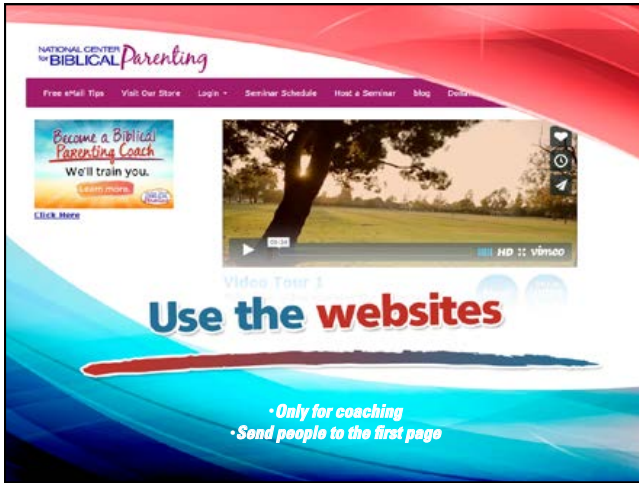 NATIONAL CENTER
for BIBLICAL Parenting
Free eMail Tips Visit Our Store Login Seminar Schedule Host a Seminar blog
Become a Biblical
Parenting Coach
We'll train you.
Learn more.
Click More
HD vimeo
Video Tour 1
Use the websites
•Only for coaching
•Send people to the first page